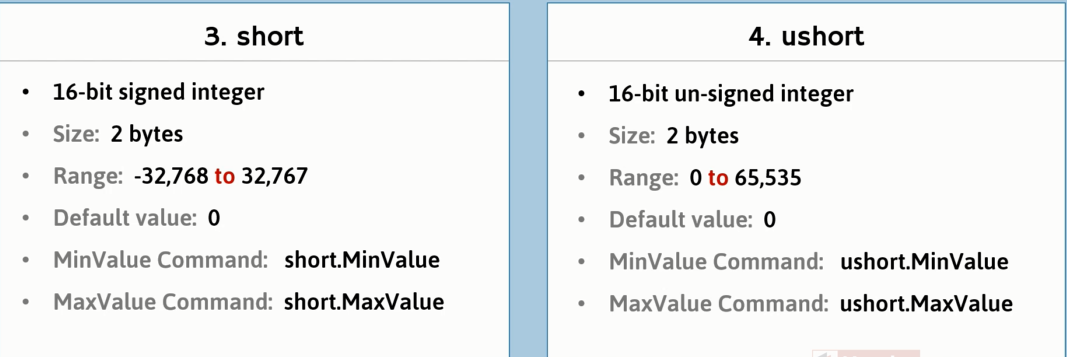 3. short
• 16-bit signed integer
• Size: 2 bytes
• Range: -32,768 to 32,767
• Default value: 0
• MinValue Command: short.MinValue
• MaxValue Command: short.MaxValue
4. ushort
• 16-bit un-signed integer
• Size: 2 bytes
• Range: 0 to 65,535
• Default value: 0
• MinValue Command: ushort.MinValue
• MaxValue Command: ushort.MaxValue